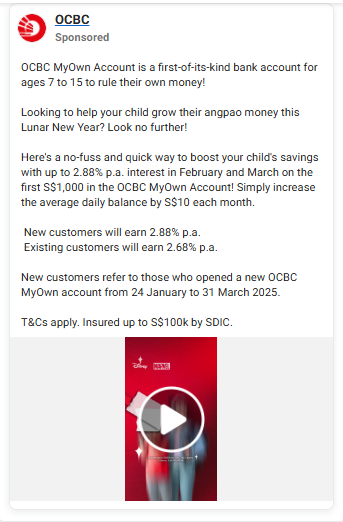 OCBC
Sponsored
OCBC MyOwn Account is a first-of-its-kind bank account for
ages 7 to 15 to rule their own money!
Looking to help your child grow their angpao money this
Lunar New Year? Look no further!
Here's a no-fuss and quick way to boost your child's savings
with up to 2.88% p.a. interest in February and March on the
first S$1,000 in the OCBC MyOwn Account! Simply increase
the average daily balance by S$10 each month.
New customers will earn 2.88% p.a.
Existing customers will earn 2.68% p.a.
New customers refer to those who opened a new OCBC
MyOwn account from 24 January to 31 March 2025.
T&Cs apply. Insured up to S$100k by SDIC.
Disney